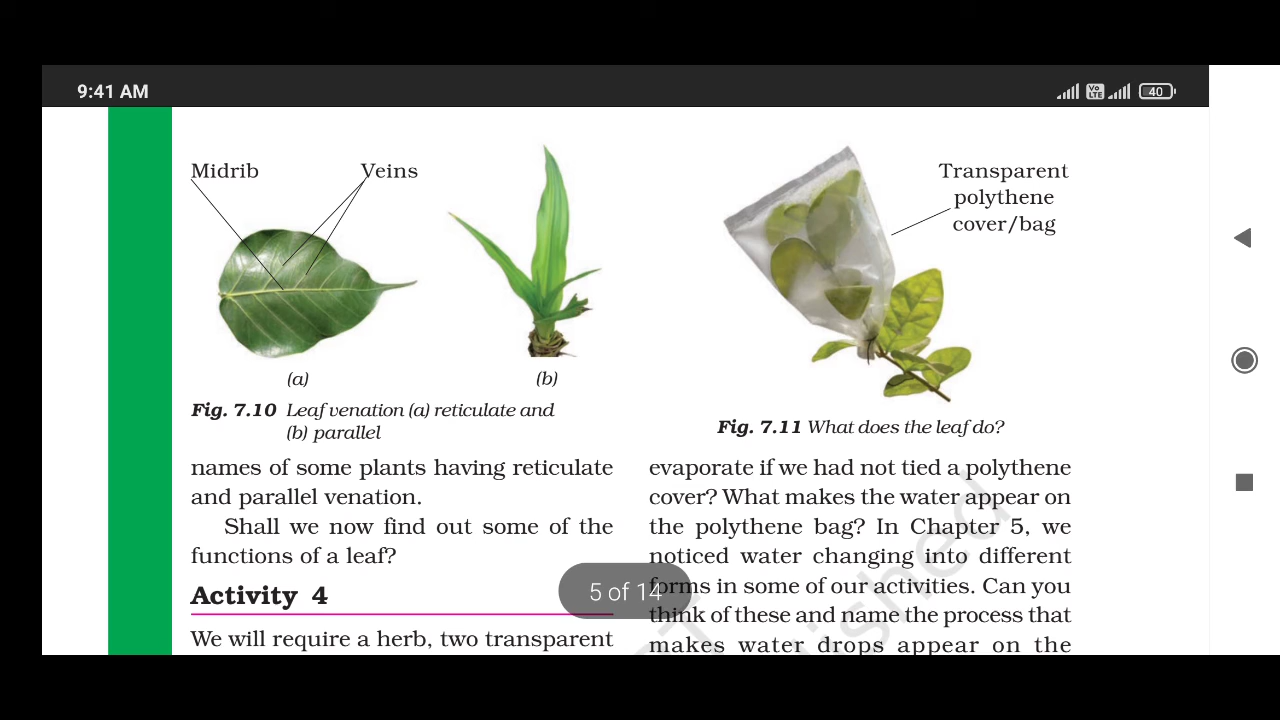 9:41 AM
Vo LTE
40
Midrib
Veins
(a)
(b)
Fig. 7.10 Leaf venation (a) reticulate and
(b) parallel
names of some plants having reticulate
and parallel venation.
Shall we now find out some of the
functions of a leaf?
Activity 4
We will require a herb, two transparent
Transparent
polythene
cover/bag
Fig. 7.11 What does the leaf do?
evaporate if we had not tied a polythene
cover? What makes the water appear on
the polythene bag? In Chapter 5, we
noticed water changing into different
forms in some of our activities. Can you
think of these and name the process that
makes water drops appear on the
5 of 14